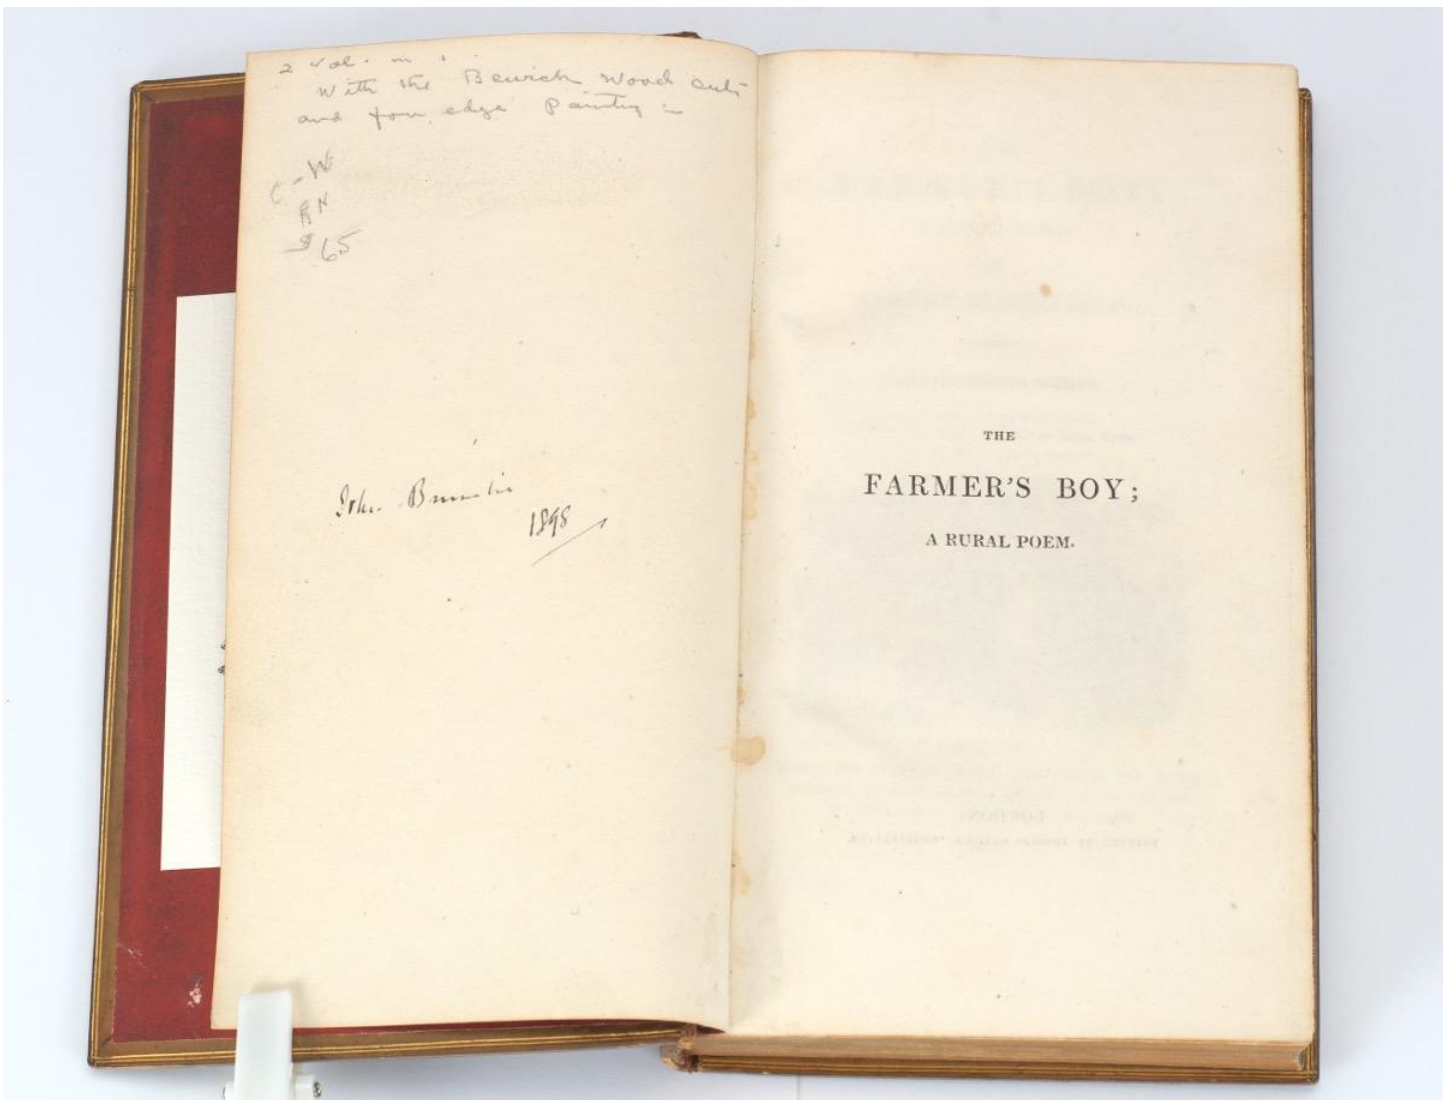 2 vol. in 1
With the Bewick Wood cuts
and fore edge Painting
C-W
RN
$65
John
1898
THE
FARMER'S BOY;
A RURAL POEM.
LONDON: